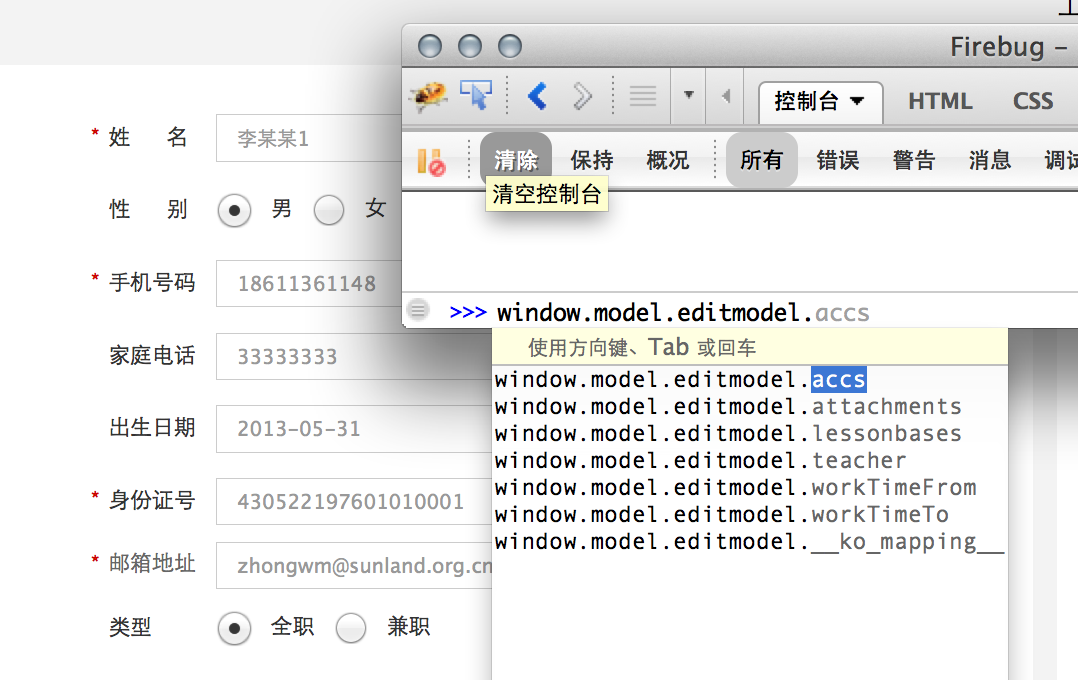 Firebug –
控制台 HTML CSS
清除 保持 概况 所有 错误 警告 消息
清空控制台
* 姓 名 李某某1
性 别 男 女
* 手机号码 18611361148
>>> window.model.editmodel.accs
使用方向键、Tab 或回车
家庭电话 33333333
window.model.editmodel.accs
window.model.editmodel.attachments
出生日期 2013-05-31
window.model.editmodel.lessonbases
window.model.editmodel.teacher
* 身份证号 430522197601010001
window.model.editmodel.workTimeFrom
window.model.editmodel.workTimeTo
window.model.editmodel.__ko_mapping__
* 邮箱地址 zhongwm@sunland.org.cn
类型 全职 兼职